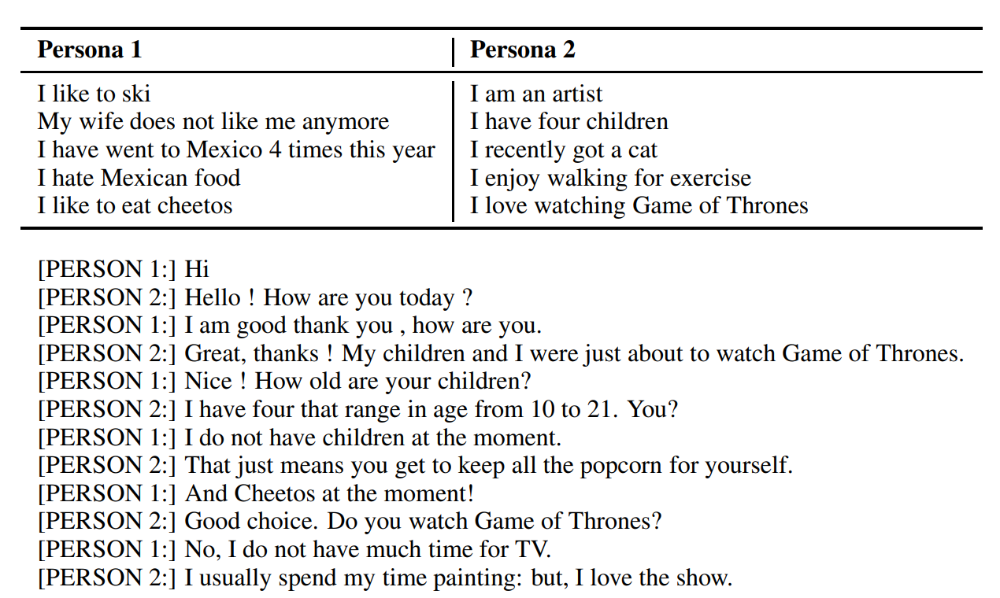 Persona 1 Persona 2
I like to ski I am an artist
My wife does not like me anymore I have four children
I have went to Mexico 4 times this year I recently got a cat
I hate Mexican food I enjoy walking for exercise
I like to eat cheetos I love watching Game of Thrones
[PERSON 1:] Hi
[PERSON 2:] Hello ! How are you today ?
[PERSON 1:] I am good thank you , how are you.
[PERSON 2:] Great, thanks ! My children and I were just about to watch Game of Thrones.
[PERSON 1:] Nice ! How old are your children?
[PERSON 2:] I have four that range in age from 10 to 21. You?
[PERSON 1:] I do not have children at the moment.
[PERSON 2:] That just means you get to keep all the popcorn for yourself.
[PERSON 1:] And Cheetos at the moment!
[PERSON 2:] Good choice. Do you watch Game of Thrones?
[PERSON 1:] No, I do not have much time for TV.
[PERSON 2:] I usually spend my time painting: but, I love the show.